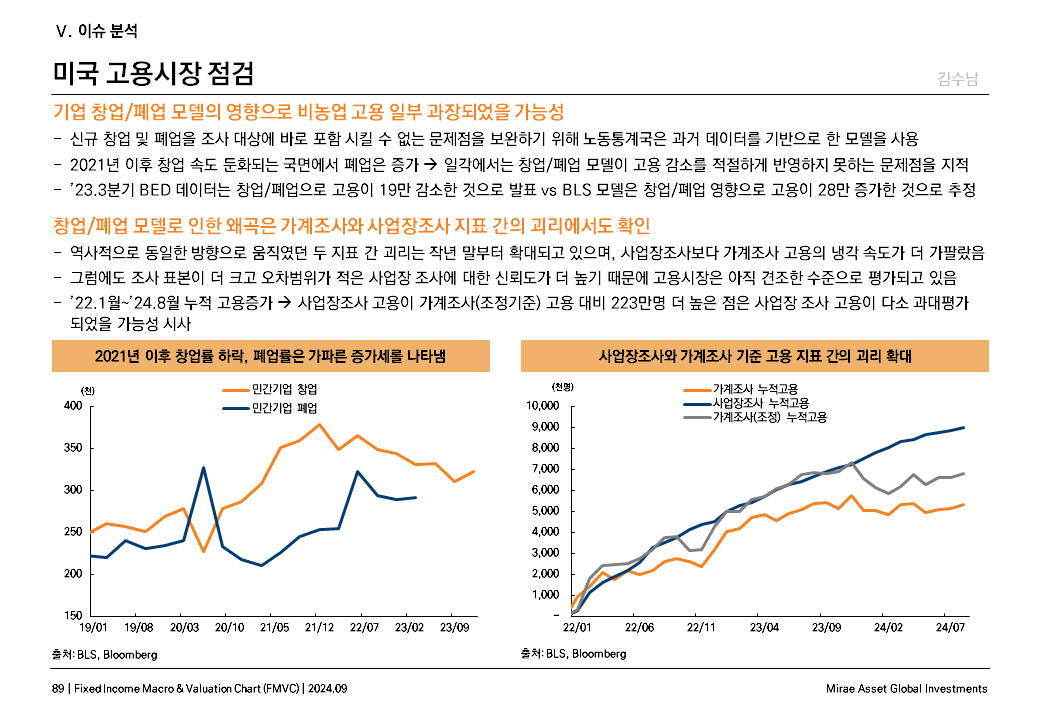 Ⅴ. 이슈 분석
미국 고용시장 점검
김수남
기업 창업/폐업 모델의 영향으로 비농업 고용 일부 과장되었을 가능성
– 신규 창업 및 폐업을 조사 대상에 바로 포함 시킬 수 없는 문제점을 보완하기 위해 노동통계국은 과거 데이터를 기반으로 한 모델을 사용
– 2021년 이후 창업 속도 둔화되는 국면에서 폐업은 증가 → 일각에서는 창업/폐업 모델이 고용 감소를 적절하게 반영하지 못하는 문제점을 지적
– ’23.3분기 BED 데이터는 창업/폐업으로 고용이 19만 감소한 것으로 발표 vs BLS 모델은 창업/폐업 영향으로 고용이 28만 증가한 것으로 추정
창업/폐업 모델로 인한 왜곡은 가계조사와 사업장조사 지표 간의 괴리에서도 확인
– 역사적으로 동일한 방향으로 움직였던 두 지표 간 괴리는 작년 말부터 확대되고 있으며, 사업장조사보다 가계조사 고용의 냉각 속도가 더 가팔랐음
– 그럼에도 조사 표본이 더 크고 오차범위가 적은 사업장 조사에 대한 신뢰도가 더 높기 때문에 고용시장은 아직 견조한 수준으로 평가되고 있음
– ’22.1월~’24.8월 누적 고용증가 → 사업장조사 고용이 가계조사(조정기준) 고용 대비 223만명 더 높은 점은 사업장 조사 고용이 다소 과대평가
되었을 가능성 시사
2021년 이후 창업률 하락, 폐업률은 가파른 증가세를 나타냄
(천)
민간기업 창업
민간기업 폐업
400
350
300
250
200
150
19/01 19/08 20/03 20/10 21/05 21/12 22/07 23/02 23/09
출처: BLS, Bloomberg
사업장조사와 가계조사 기준 고용 지표 간의 괴리 확대
(천명)
가계조사 누적고용
사업장조사 누적고용
가계조사(조정) 누적고용
10,000
9,000
8,000
7,000
6,000
5,000
4,000
3,000
2,000
1,000
–
22/01 22/06 22/11 23/04 23/09 24/02 24/07
출처: BLS, Bloomberg
89 | Fixed Income Macro & Valuation Chart (FMVC) | 2024.09
Mirae Asset Global Investments